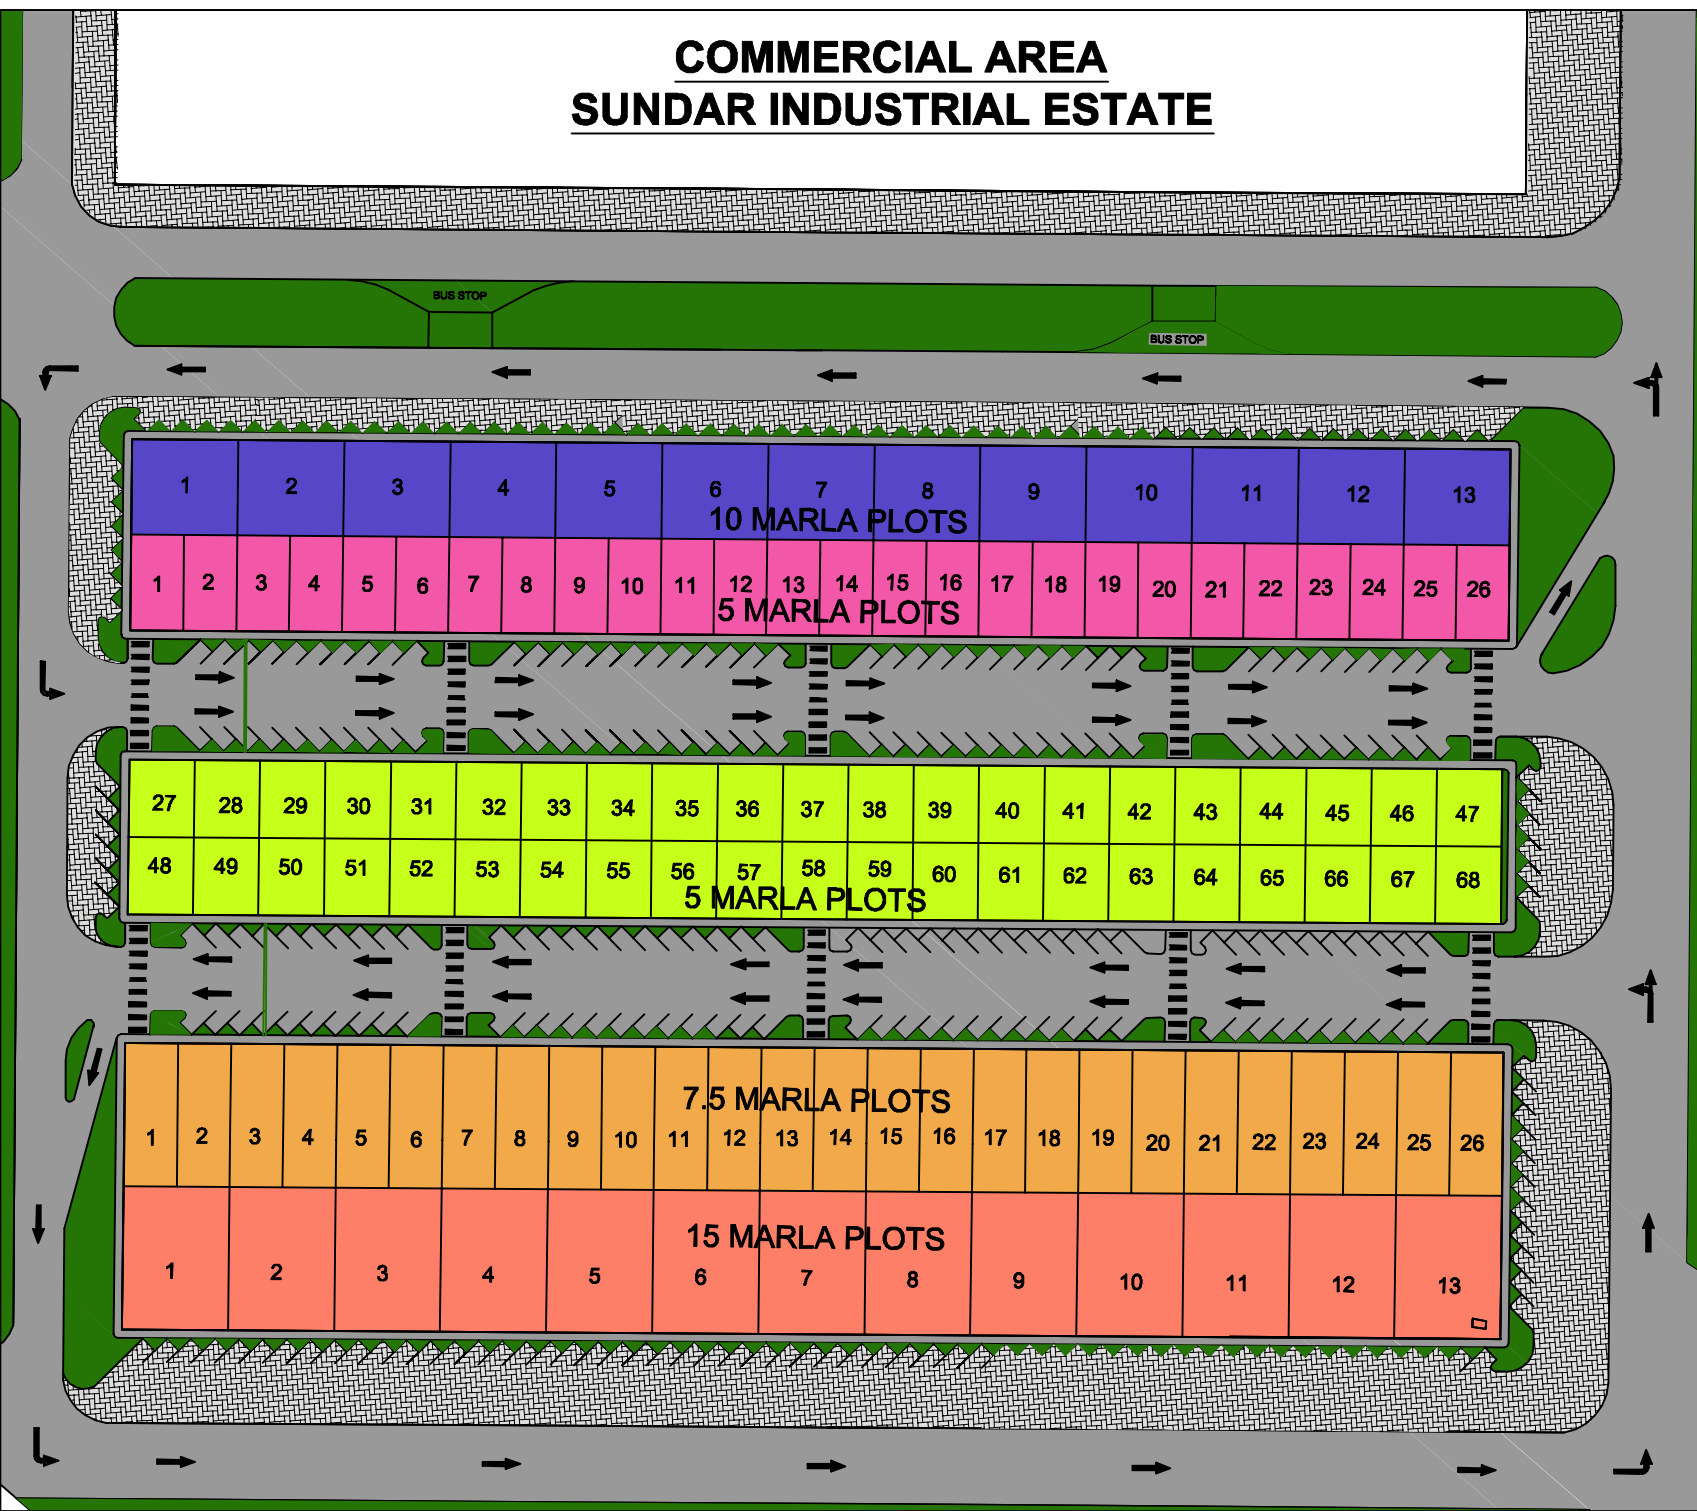 COMMERCIAL AREA
SUNDAR INDUSTRIAL ESTATE
BUS STOP
BUS STOP
1 2 3 4 5 6 7 8 9 10 11 12 13
10 MARLA PLOTS
1 2 3 4 5 6 7 8 9 10 11 12 13 14 15 16 17 18 19 20 21 22 23 24 25 26
5 MARLA PLOTS
27 28 29 30 31 32 33 34 35 36 37 38 39 40 41 42 43 44 45 46 47
48 49 50 51 52 53 54 55 56 57 58 59 60 61 62 63 64 65 66 67 68
5 MARLA PLOTS
7.5 MARLA PLOTS
1 2 3 4 5 6 7 8 9 10 11 12 13 14 15 16 17 18 19 20 21 22 23 24 25 26
15 MARLA PLOTS
1 2 3 4 5 6 7 8 9 10 11 12 13